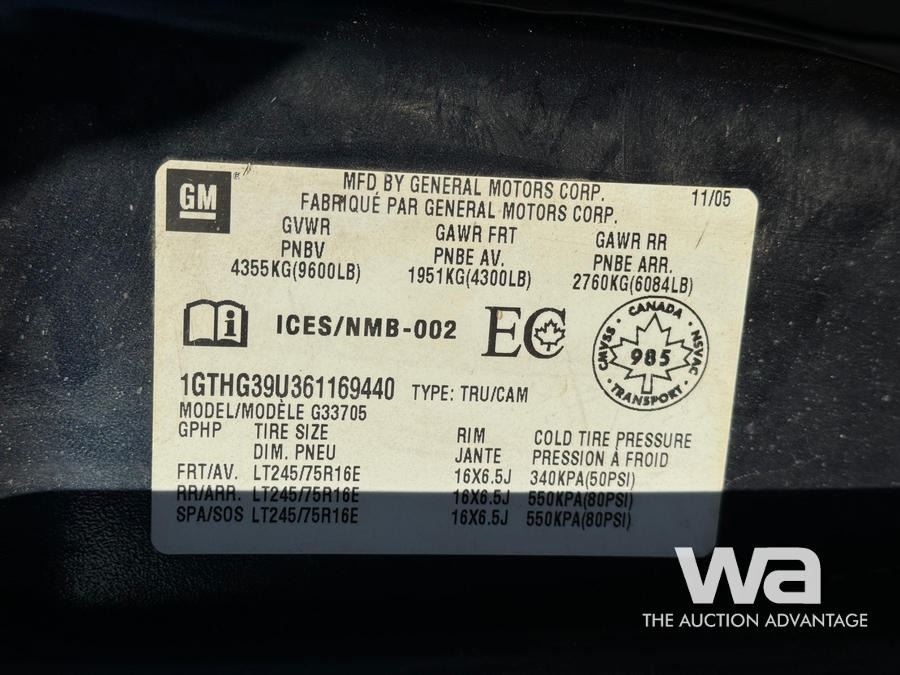 GM
MFD BY GENERAL MOTORS CORP. 11/05
FABRIQUÉ PAR GENERAL MOTORS CORP.
GVWR GAWR FRT GAWR RR
PNBV PNBE AV. PNBE ARR.
4355KG(9600LB) 1951KG(4300LB) 2760KG(6084LB)
i ICES/NMB-002 EC
CANADA
CMVSS · NSVAC
985
TRANSPORT
1GTHG39U361169440 TYPE: TRU/CAM
MODEL/MODÈLE G33705
GPHP TIRE SIZE RIM COLD TIRE PRESSURE
DIM. PNEU JANTE PRESSION À FROID
FRT/AV. LT245/75R16E 16X6.5J 340KPA(50PSI)
RR/ARR. LT245/75R16E 16X6.5J 550KPA(80PSI)
SPA/SOS LT245/75R16E 16X6.5J 550KPA(80PSI)
wa
THE AUCTION ADVANTAGE